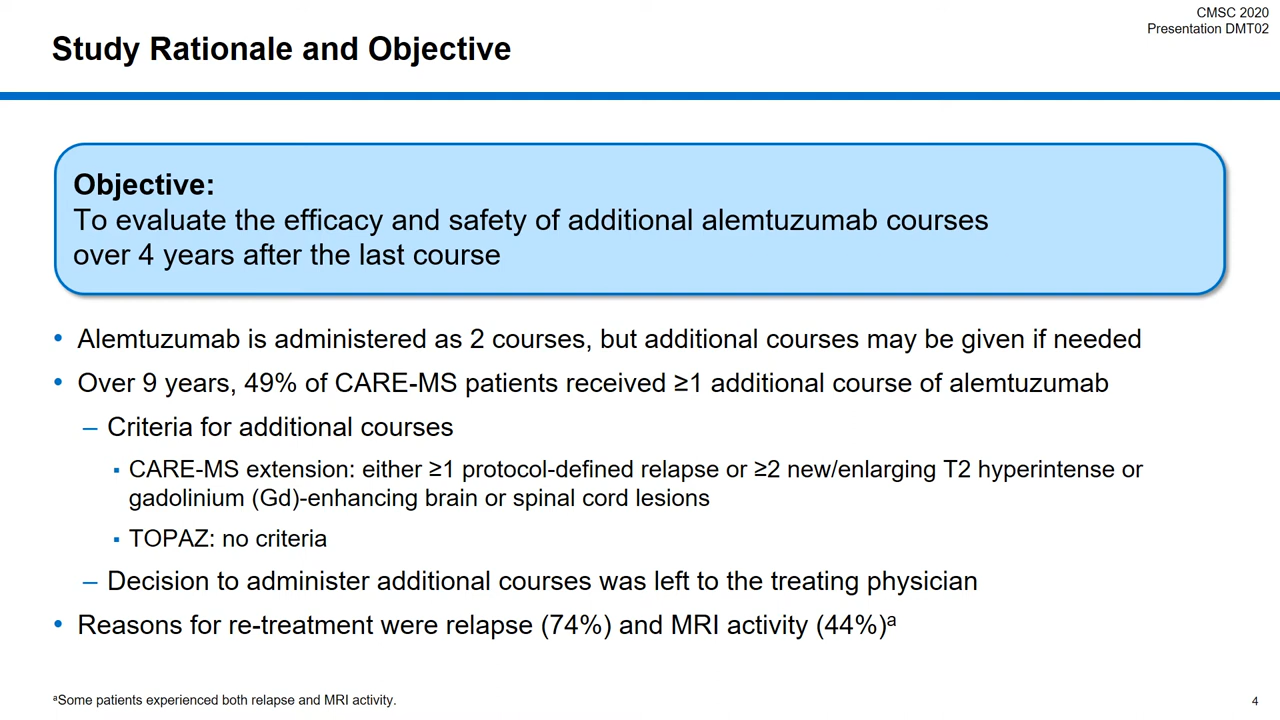 CMSC 2020
Presentation DMT02
Study Rationale and Objective
Objective:
To evaluate the efficacy and safety of additional alemtuzumab courses
over 4 years after the last course
• Alemtuzumab is administered as 2 courses, but additional courses may be given if needed
• Over 9 years, 49% of CARE-MS patients received ≥1 additional course of alemtuzumab
– Criteria for additional courses
▪ CARE-MS extension: either ≥1 protocol-defined relapse or ≥2 new/enlarging T2 hyperintense or
gadolinium (Gd)-enhancing brain or spinal cord lesions
▪ TOPAZ: no criteria
– Decision to administer additional courses was left to the treating physician
• Reasons for re-treatment were relapse (74%) and MRI activity (44%)ᵃ
ᵃSome patients experienced both relapse and MRI activity.
4